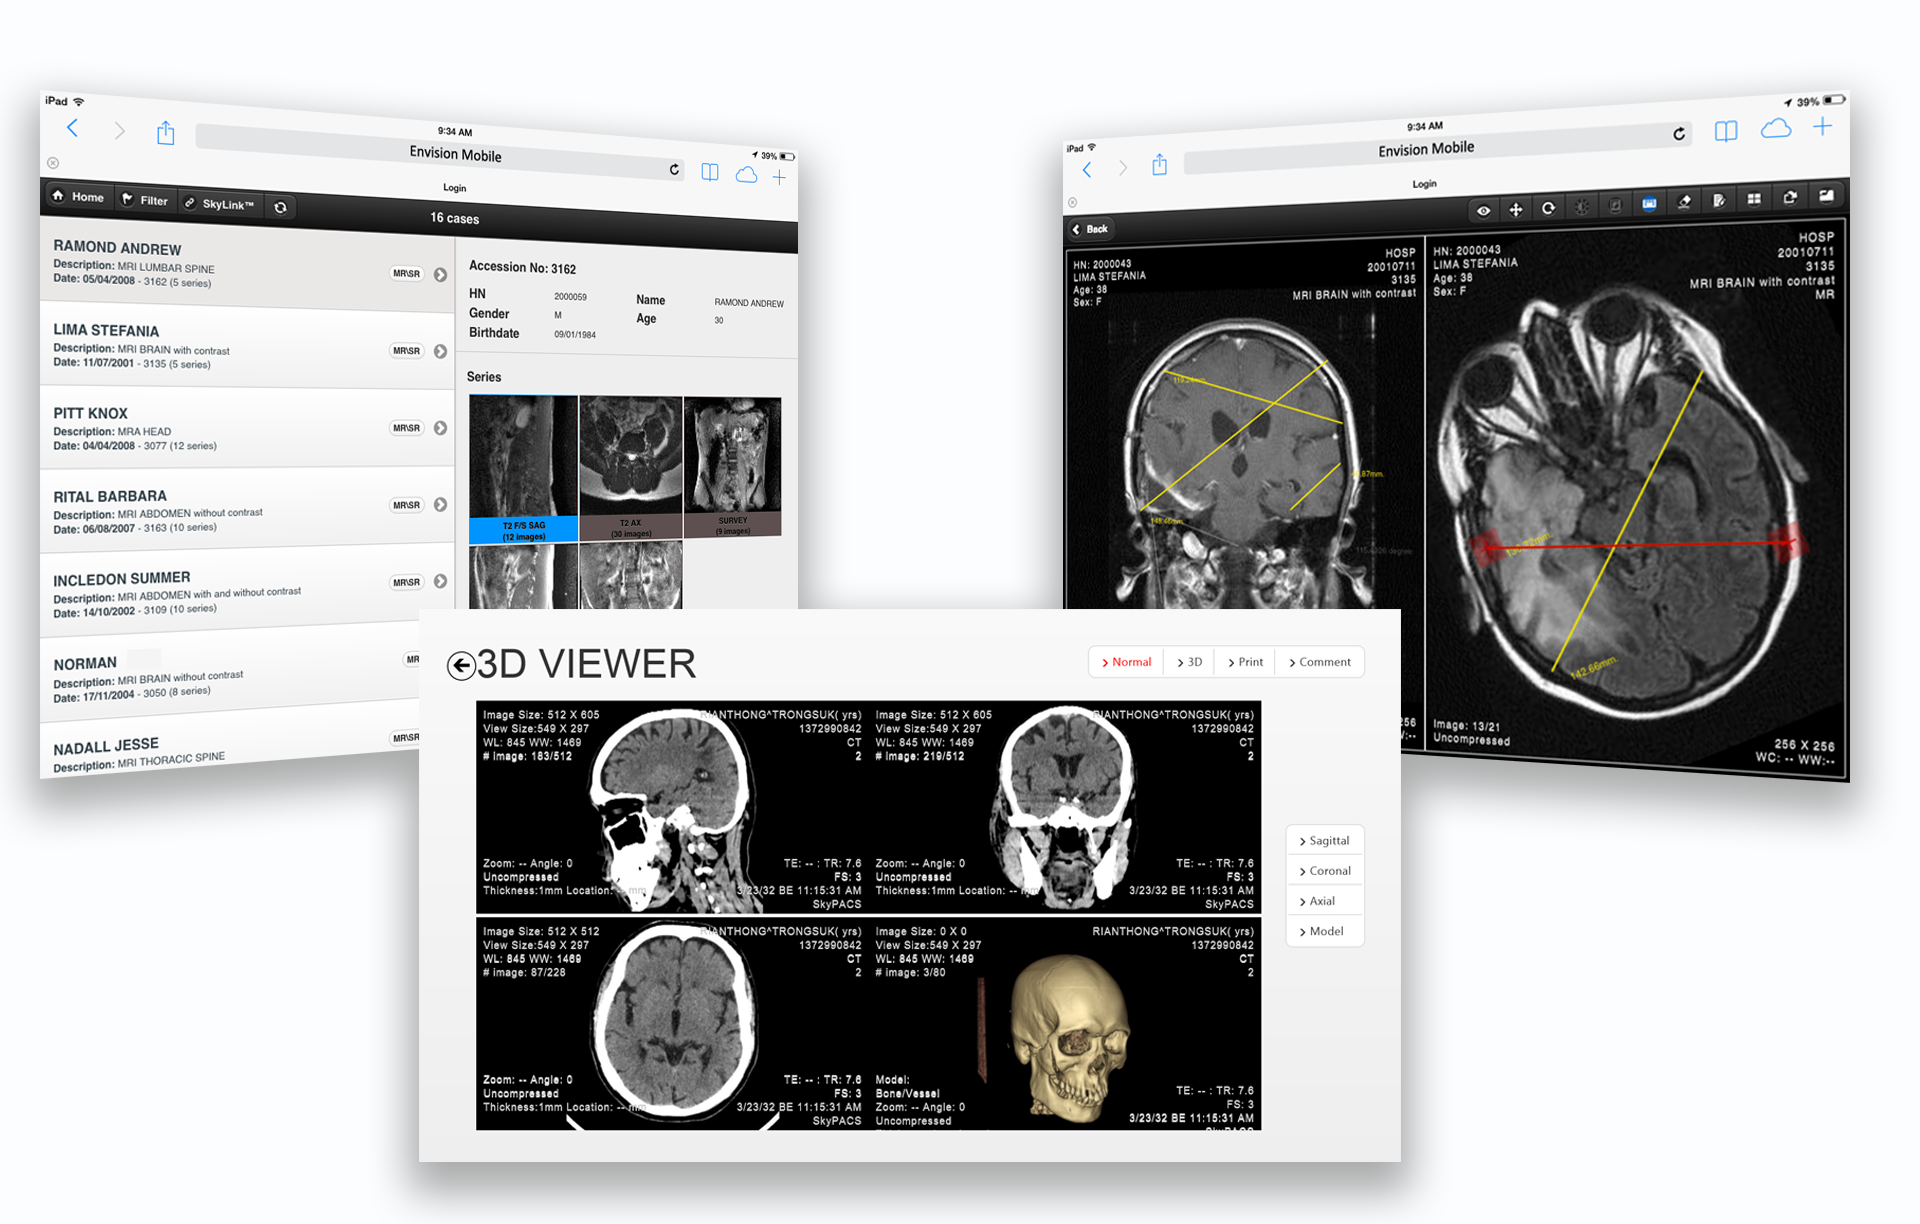 iPad
9:34 AM
39%
Envision Mobile
Login
Home
Filter
SkyLink™
16 cases
RAMOND ANDREW
Description: MRI LUMBAR SPINE
Date: 05/04/2008 - 3162 (5 series)
MR\SR
LIMA STEFANIA
Description: MRI BRAIN with contrast
Date: 11/07/2001 - 3135 (5 series)
MR\SR
PITT KNOX
Description: MRA HEAD
Date: 04/04/2008 - 3077 (12 series)
MR\SR
RITAL BARBARA
Description: MRI ABDOMEN without contrast
Date: 06/08/2007 - 3163 (10 series)
MR\SR
INCLEDON SUMMER
Description: MRI ABDOMEN with and without contrast
Date: 14/10/2002 - 3109 (10 series)
MR\SR
NORMAN
Description: MRI BRAIN without contrast
Date: 17/11/2004 - 3050 (8 series)
MR
NADALL JESSE
Description: MRI THORACIC SPINE
MR\SR
Accession No: 3162
HN 2000059 Name RAMOND ANDREW
Gender M Age 30
Birthdate 09/01/1984
Series
T2 F/S SAG
(12 images)
T2 AX
(30 images)
SURVEY
(9 images)
iPad
9:34 AM
39%
Envision Mobile
Login
Back
HN: 2000043
LIMA STEFANIA
Age: 38
Sex: F
HOSP
20010711
3135
MRI BRAIN with contrast
148.46mm.
HN: 2000043
LIMA STEFANIA
Age: 38
Sex: F
HOSP
20010711
3135
MRI BRAIN with contrast
MR
142.66mm.
Image: 13/21
Uncompressed
256 X 256
WC: -- WW:--
3D VIEWER
Normal
3D
Print
Comment
Image Size: 512 X 605
View Size:549 X 297
WL: 845 WW: 1469
# image: 183/512
RIANTHONG^TRONGSUK( yrs)
1372990842
CT
2
Zoom: -- Angle: 0
Uncompressed
Thickness:1mm Location: -- mm
TE: -- : TR: 7.6
FS: 3
3/23/32 BE 11:15:31 AM
SkyPACS
Image Size: 512 X 605
View Size:549 X 297
WL: 845 WW: 1469
# image: 219/512
RIANTHONG^TRONGSUK( yrs)
1372990842
CT
2
Zoom: -- Angle: 0
Uncompressed
Thickness:1mm Location: -- mm
TE: -- : TR: 7.6
FS: 3
3/23/32 BE 11:15:31 AM
SkyPACS
Image Size: 512 X 512
View Size:549 X 297
WL: 845 WW: 1469
# image: 87/228
RIANTHONG^TRONGSUK( yrs)
1372990842
CT
2
Zoom: -- Angle: 0
Uncompressed
Thickness:1mm Location: -- mm
TE: -- : TR: 7.6
FS: 3
3/23/32 BE 11:15:31 AM
SkyPACS
Image Size: 0 X 0
View Size:549 X 297
WL: 845 WW: 1469
# image: 3/80
RIANTHONG^TRONGSUK( yrs)
1372990842
CT
2
Model:
Bone/Vessel
Zoom: -- Angle: 0
Uncompressed
TE: -- : TR: 7.6
FS: 3
3/23/32 BE 11:15:31 AM
SkyPACS
Sagittal
Coronal
Axial
Model